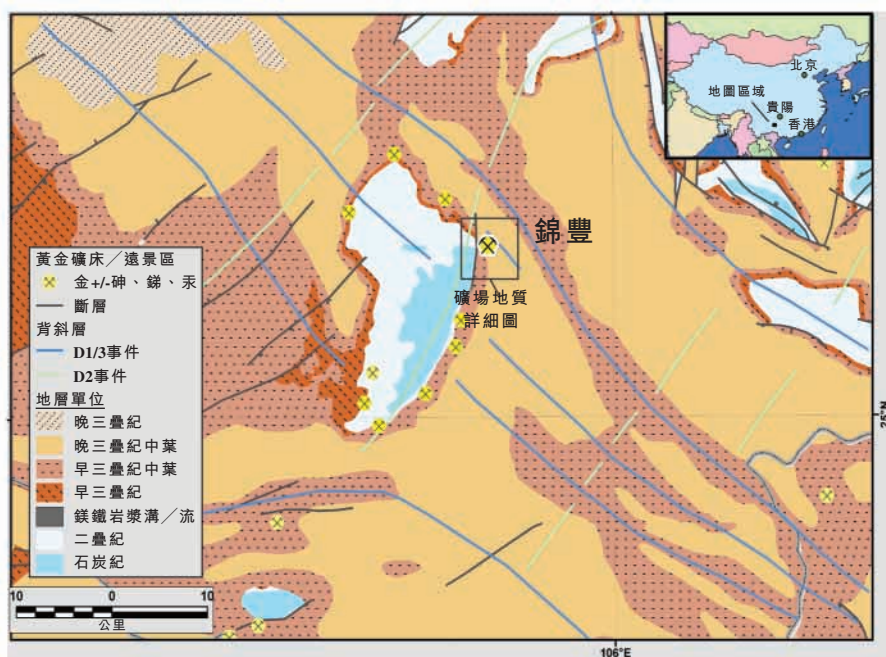 北京
地圖區域
貴陽
香港
錦豐
礦場地質
詳細圖
黃金礦床／遠景區
金+/-砷、銻、汞
斷層
背斜層
D1/3事件
D2事件
地層單位
晚三疊紀
晚三疊紀中葉
早三疊紀中葉
早三疊紀
鎂鐵岩漿溝／流
二疊紀
石炭紀
10 0 10
公里
25°N
106°E